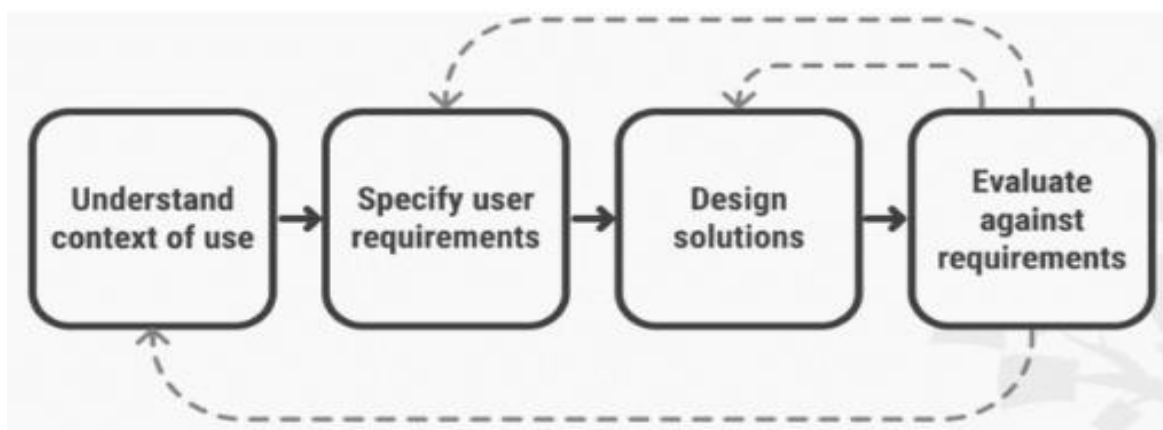 Understand
context of use
Specify user
requirements
Design
solutions
Evaluate
against
requirements